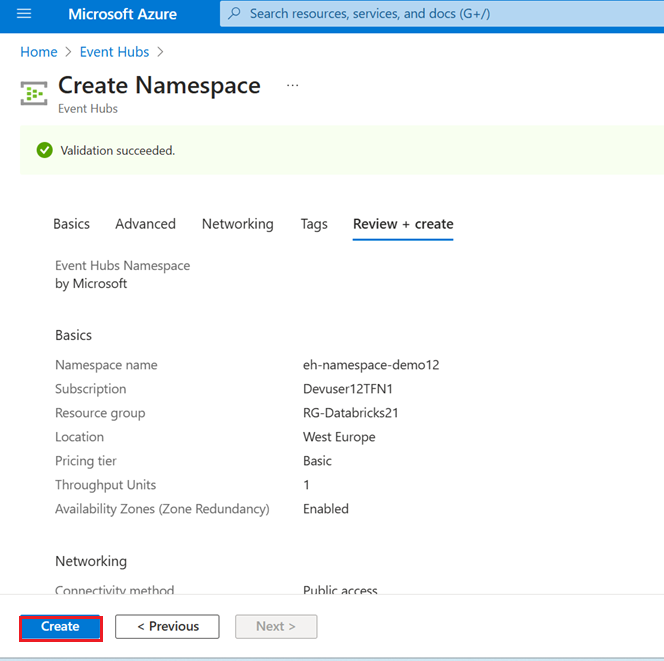 Microsoft Azure
Search resources, services, and docs (G+/)
Home > Event Hubs >
Create Namespace ...
Event Hubs
Validation succeeded.
Basics Advanced Networking Tags Review + create
Event Hubs Namespace
by Microsoft
Basics
Namespace name eh-namespace-demo12
Subscription Devuser12TFN1
Resource group RG-Databricks21
Location West Europe
Pricing tier Basic
Throughput Units 1
Availability Zones (Zone Redundancy) Enabled
Networking
Connectivity method Public access
Create < Previous Next >